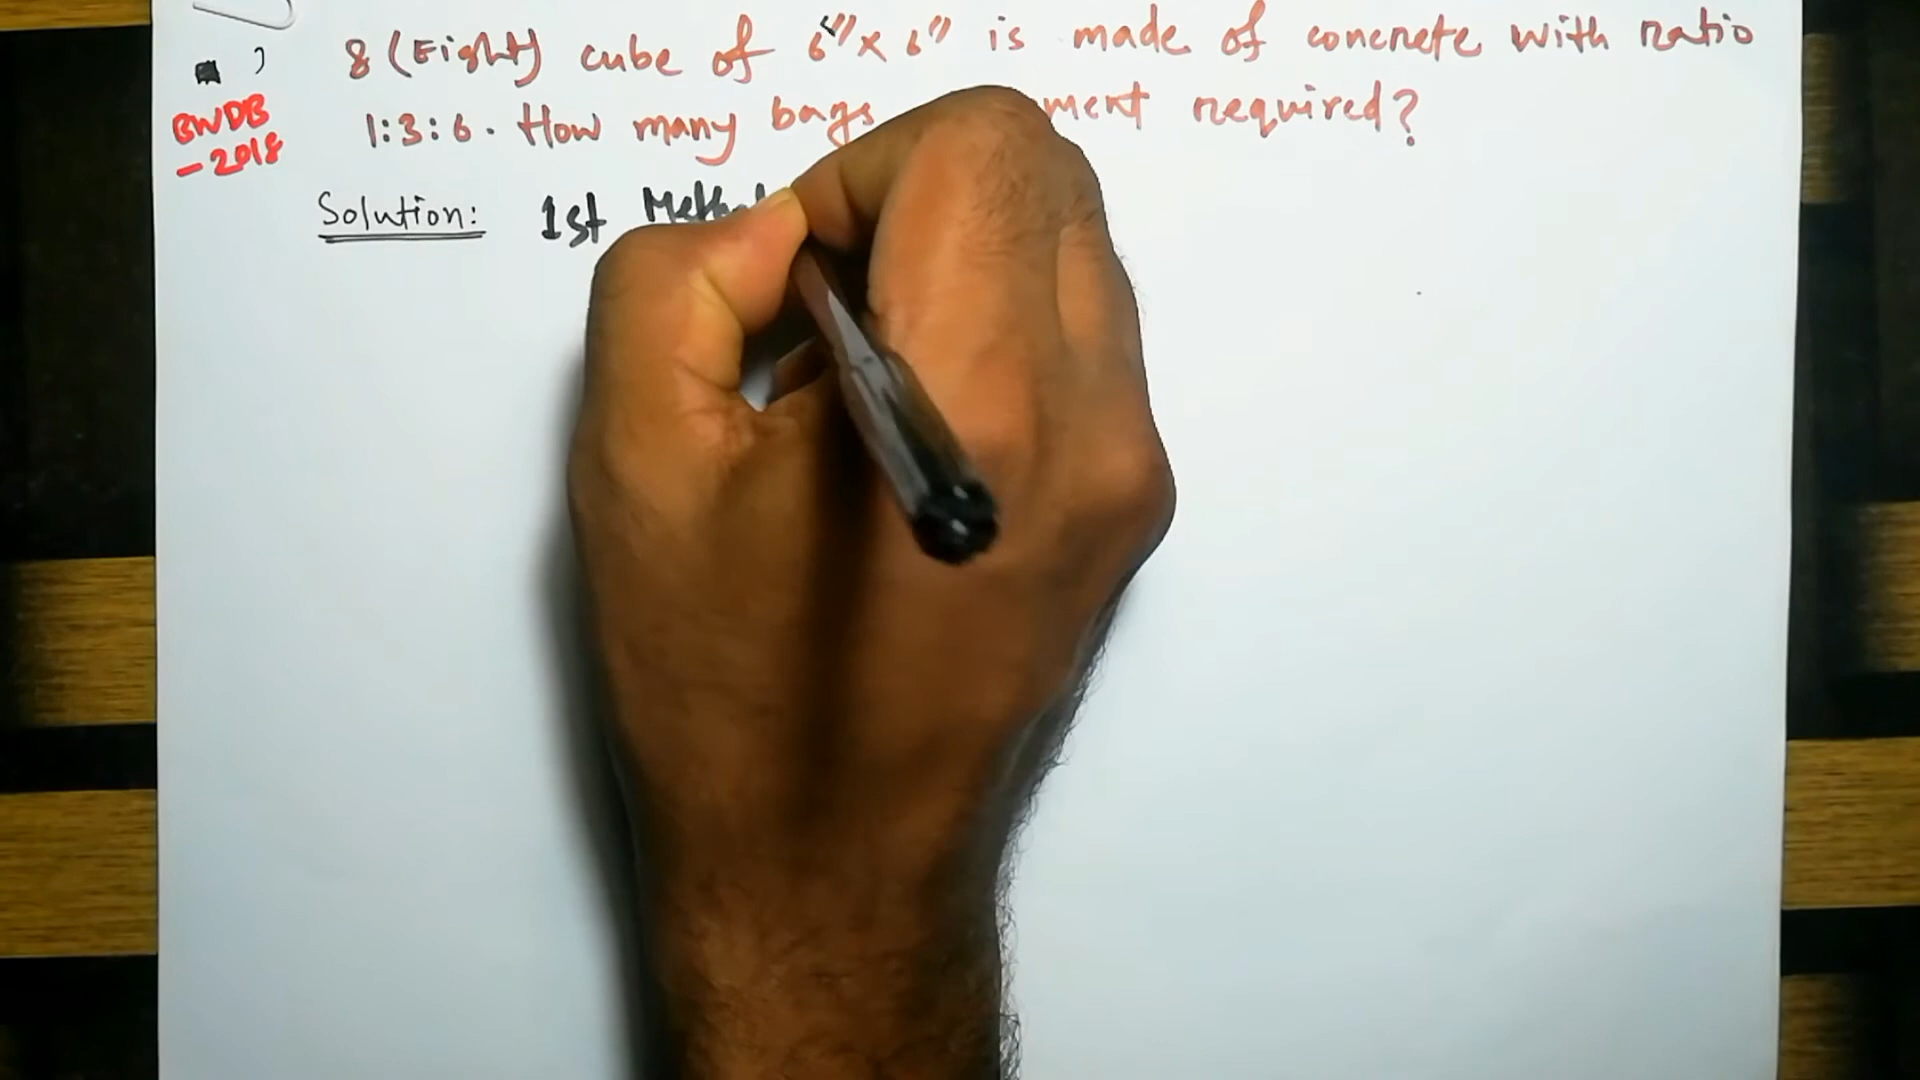 8 (Eight) cube of 6"x 6" is made of concrete with ratio
1:3:6. How many bags required?
BWDB
-2018
Solution: 1st